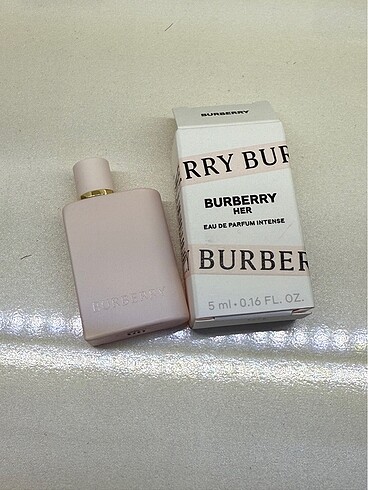 BURBERRY
RRY BUR
BURBERRY
HER
EAU DE PARFUM INTENSE
BURBER
5 ml • 0.16 FL. OZ.
BURBERRY